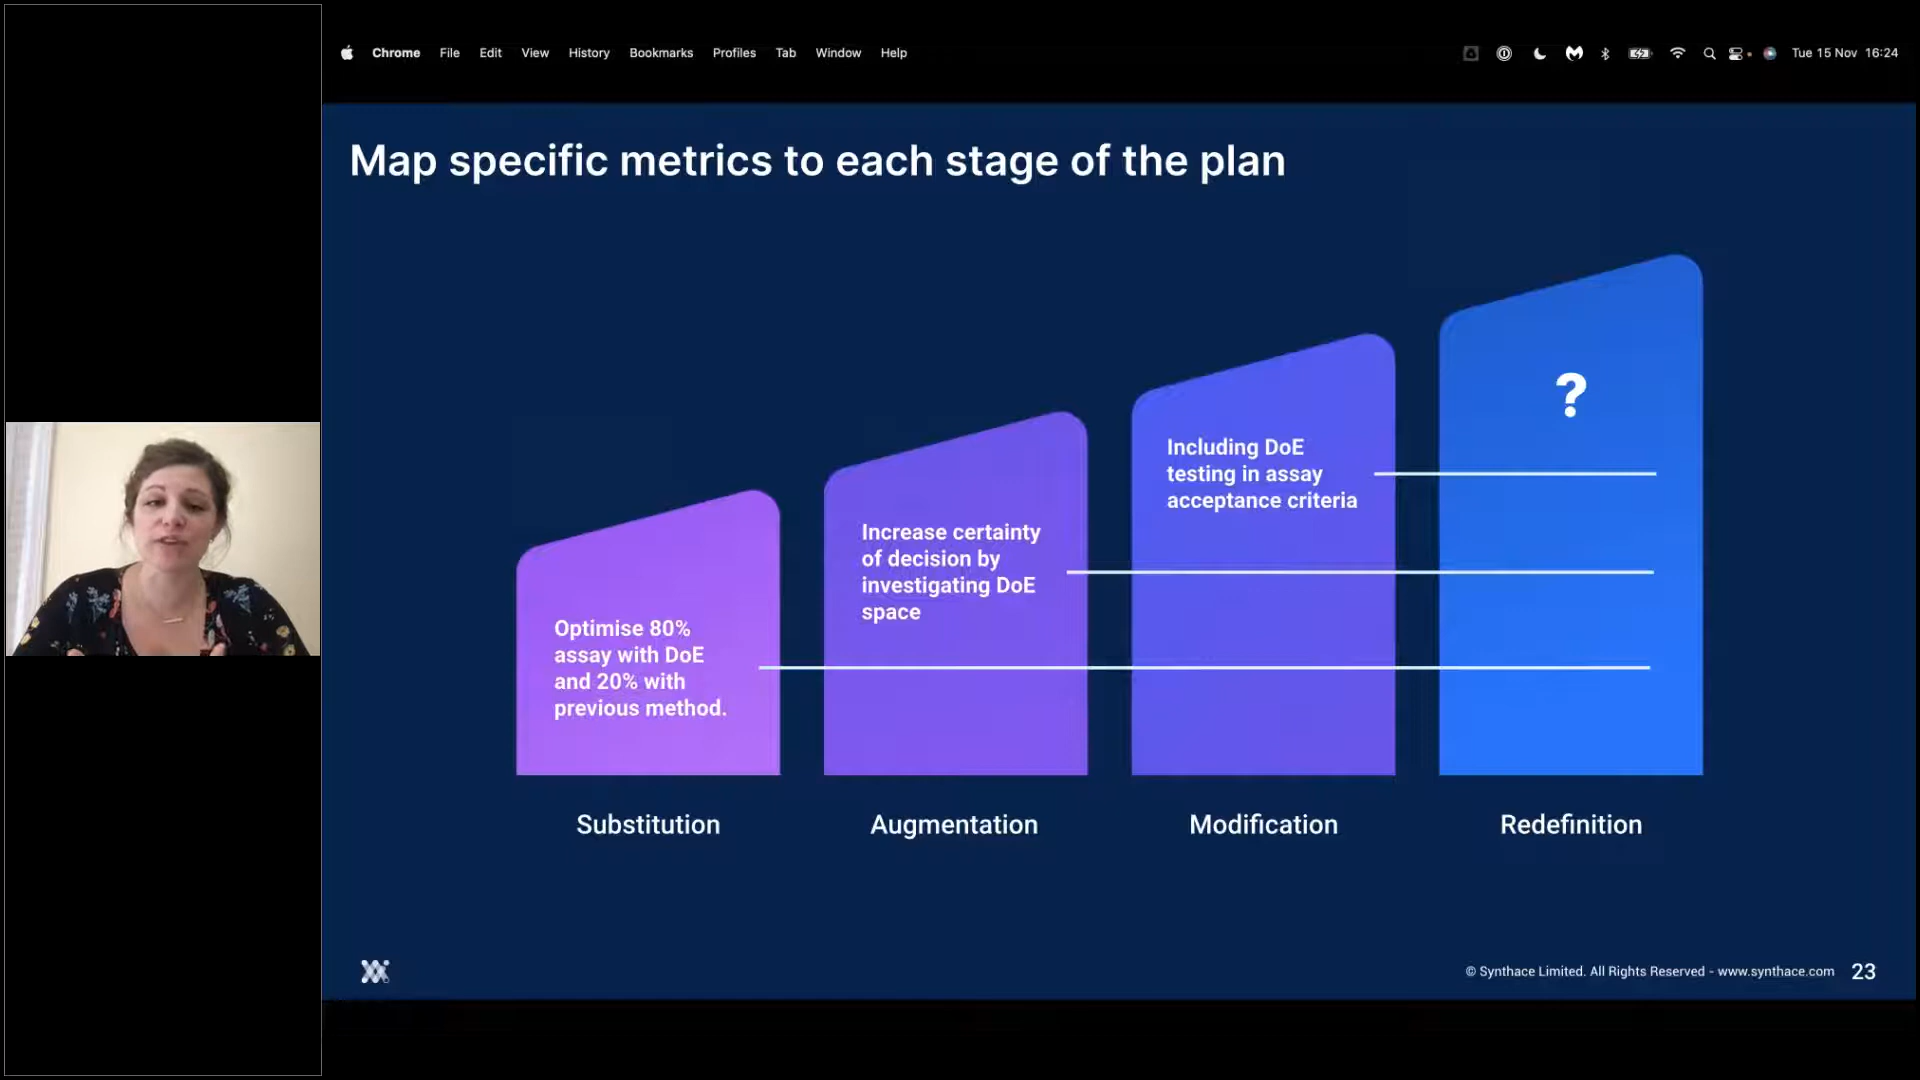 Chrome File Edit View History Bookmarks Profiles Tab Window Help Tue 15 Nov 16:24
Map specific metrics to each stage of the plan
Optimise 80%
assay with DoE
and 20% with
previous method.
Increase certainty
of decision by
investigating DoE
space
Including DoE
testing in assay
acceptance criteria
?
Substitution
Augmentation
Modification
Redefinition
© Synthace Limited. All Rights Reserved - www.synthace.com 23